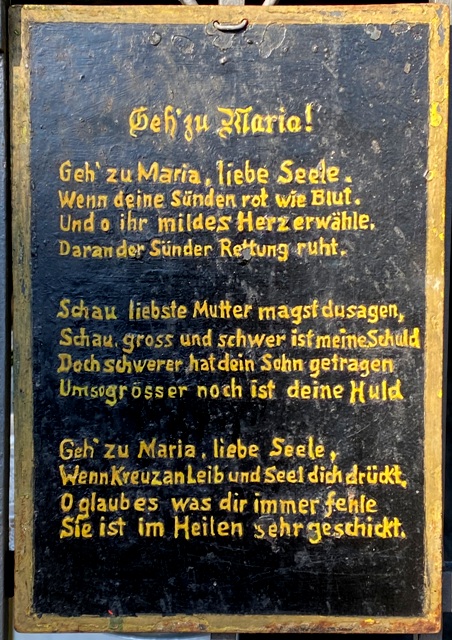 Geh' zu Maria!
Geh' zu Maria, liebe Seele.
Wenn deine Sünden rot wie Blut.
Und o ihr mildes Herz erwähle.
Daran der Sünder Rettung ruht.
Schau liebste Mutter magst du sagen,
Schau, gross und schwer ist meine Schuld
Doch schwerer hat dein Sohn getragen
Umso grösser noch ist deine Huld
Geh' zu Maria, liebe Seele,
Wenn Kreuz an Leib und Seel dich drückt.
O glaub es was dir immer fehle
Sie ist im Heilen sehr geschickt.